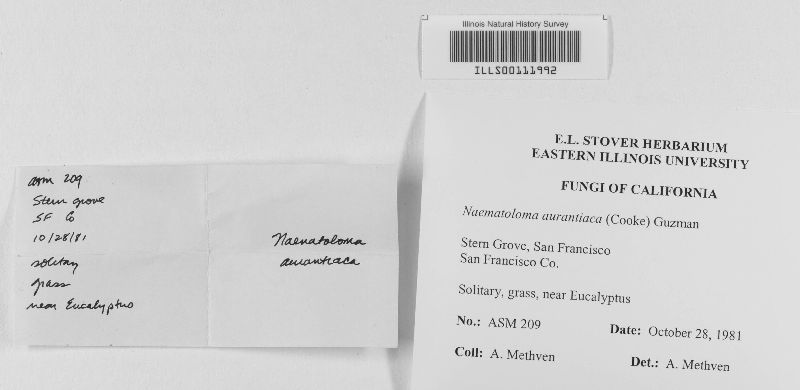 Illinois Natural History Survey
ILLS00111992
E.L. STOVER HERBARIUM
EASTERN ILLINOIS UNIVERSITY
FUNGI OF CALIFORNIA
Naematoloma aurantiaca (Cooke) Guzman
Stern Grove, San Francisco
San Francisco Co.
Solitary, grass, near Eucalyptus
No.: ASM 209 Date: October 28, 1981
Coll: A. Methven Det.: A. Methven
asm 209
Stern grove
SF Co
10/28/81
solitary
grass
near Eucalyptus
Naematoloma
aurantiaca